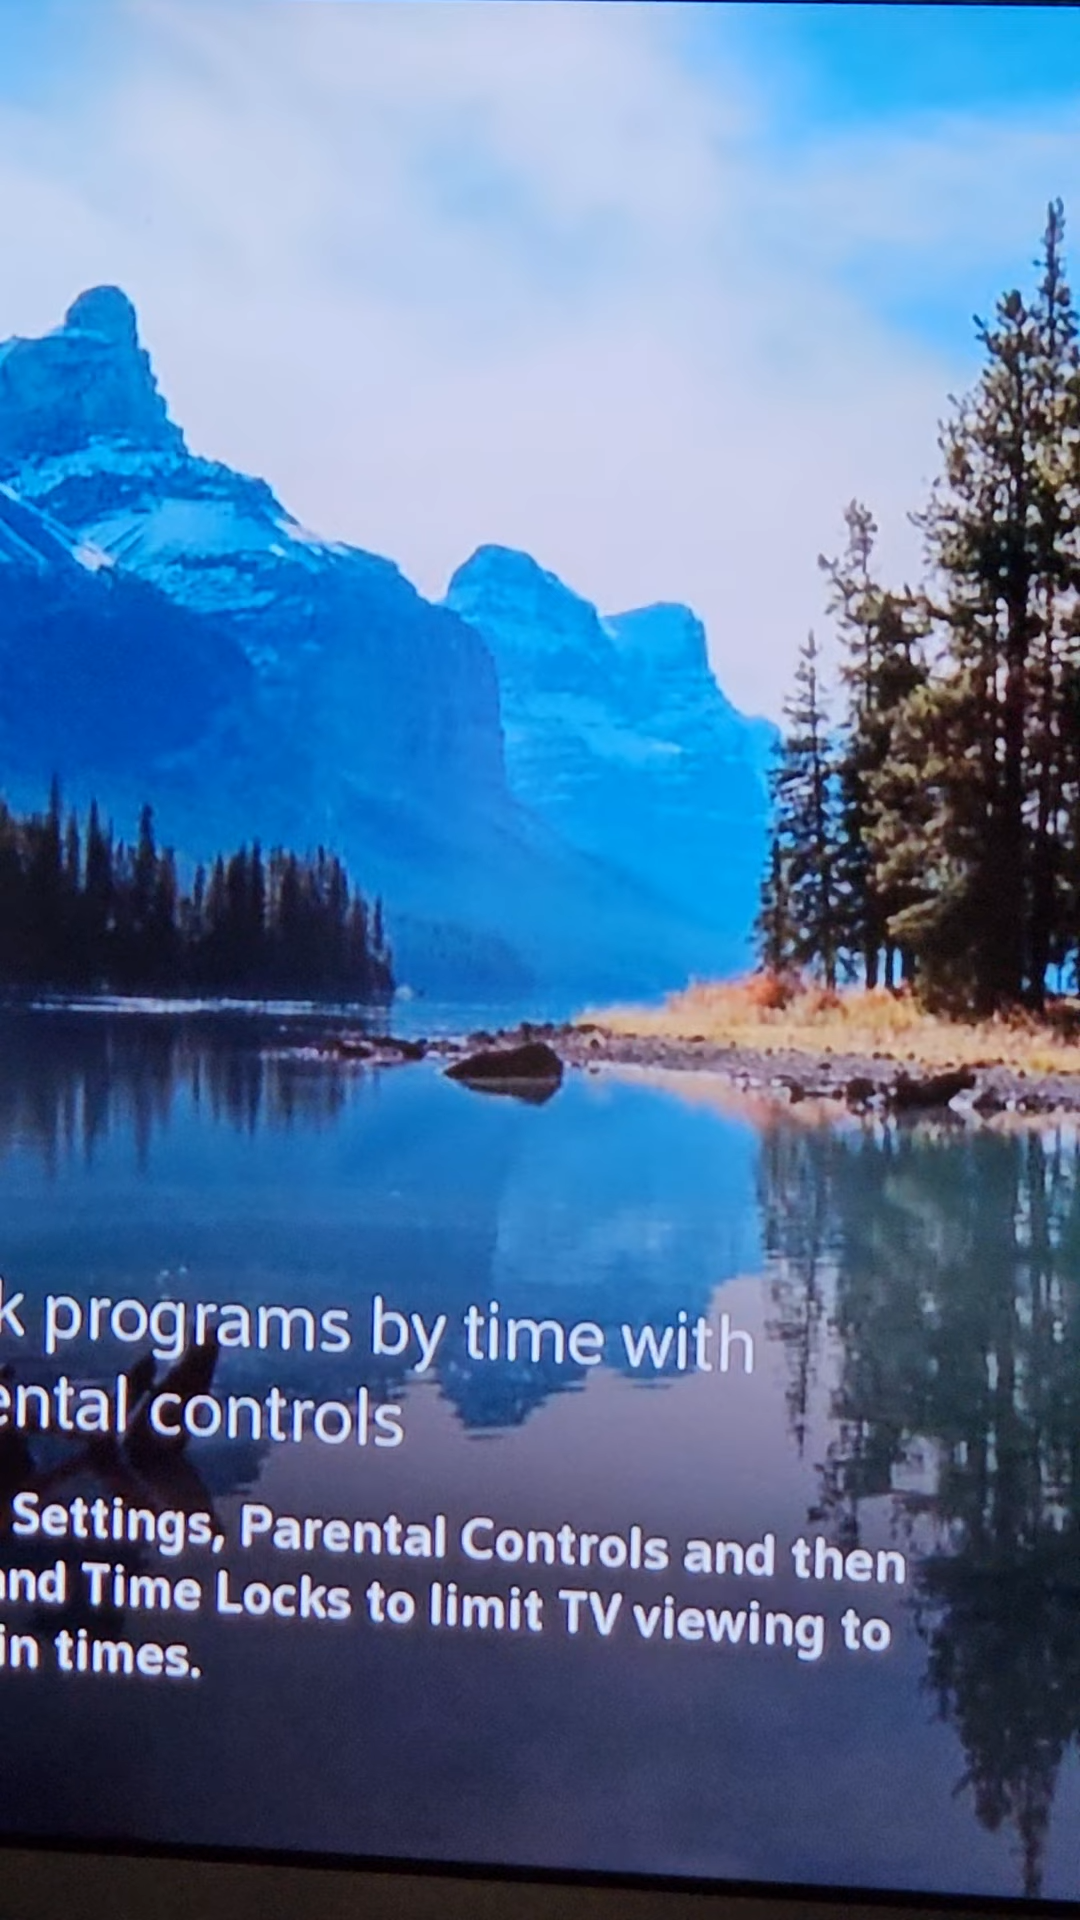 k programs by time with
ental controls
Settings, Parental Controls and then
and Time Locks to limit TV viewing to
in times.